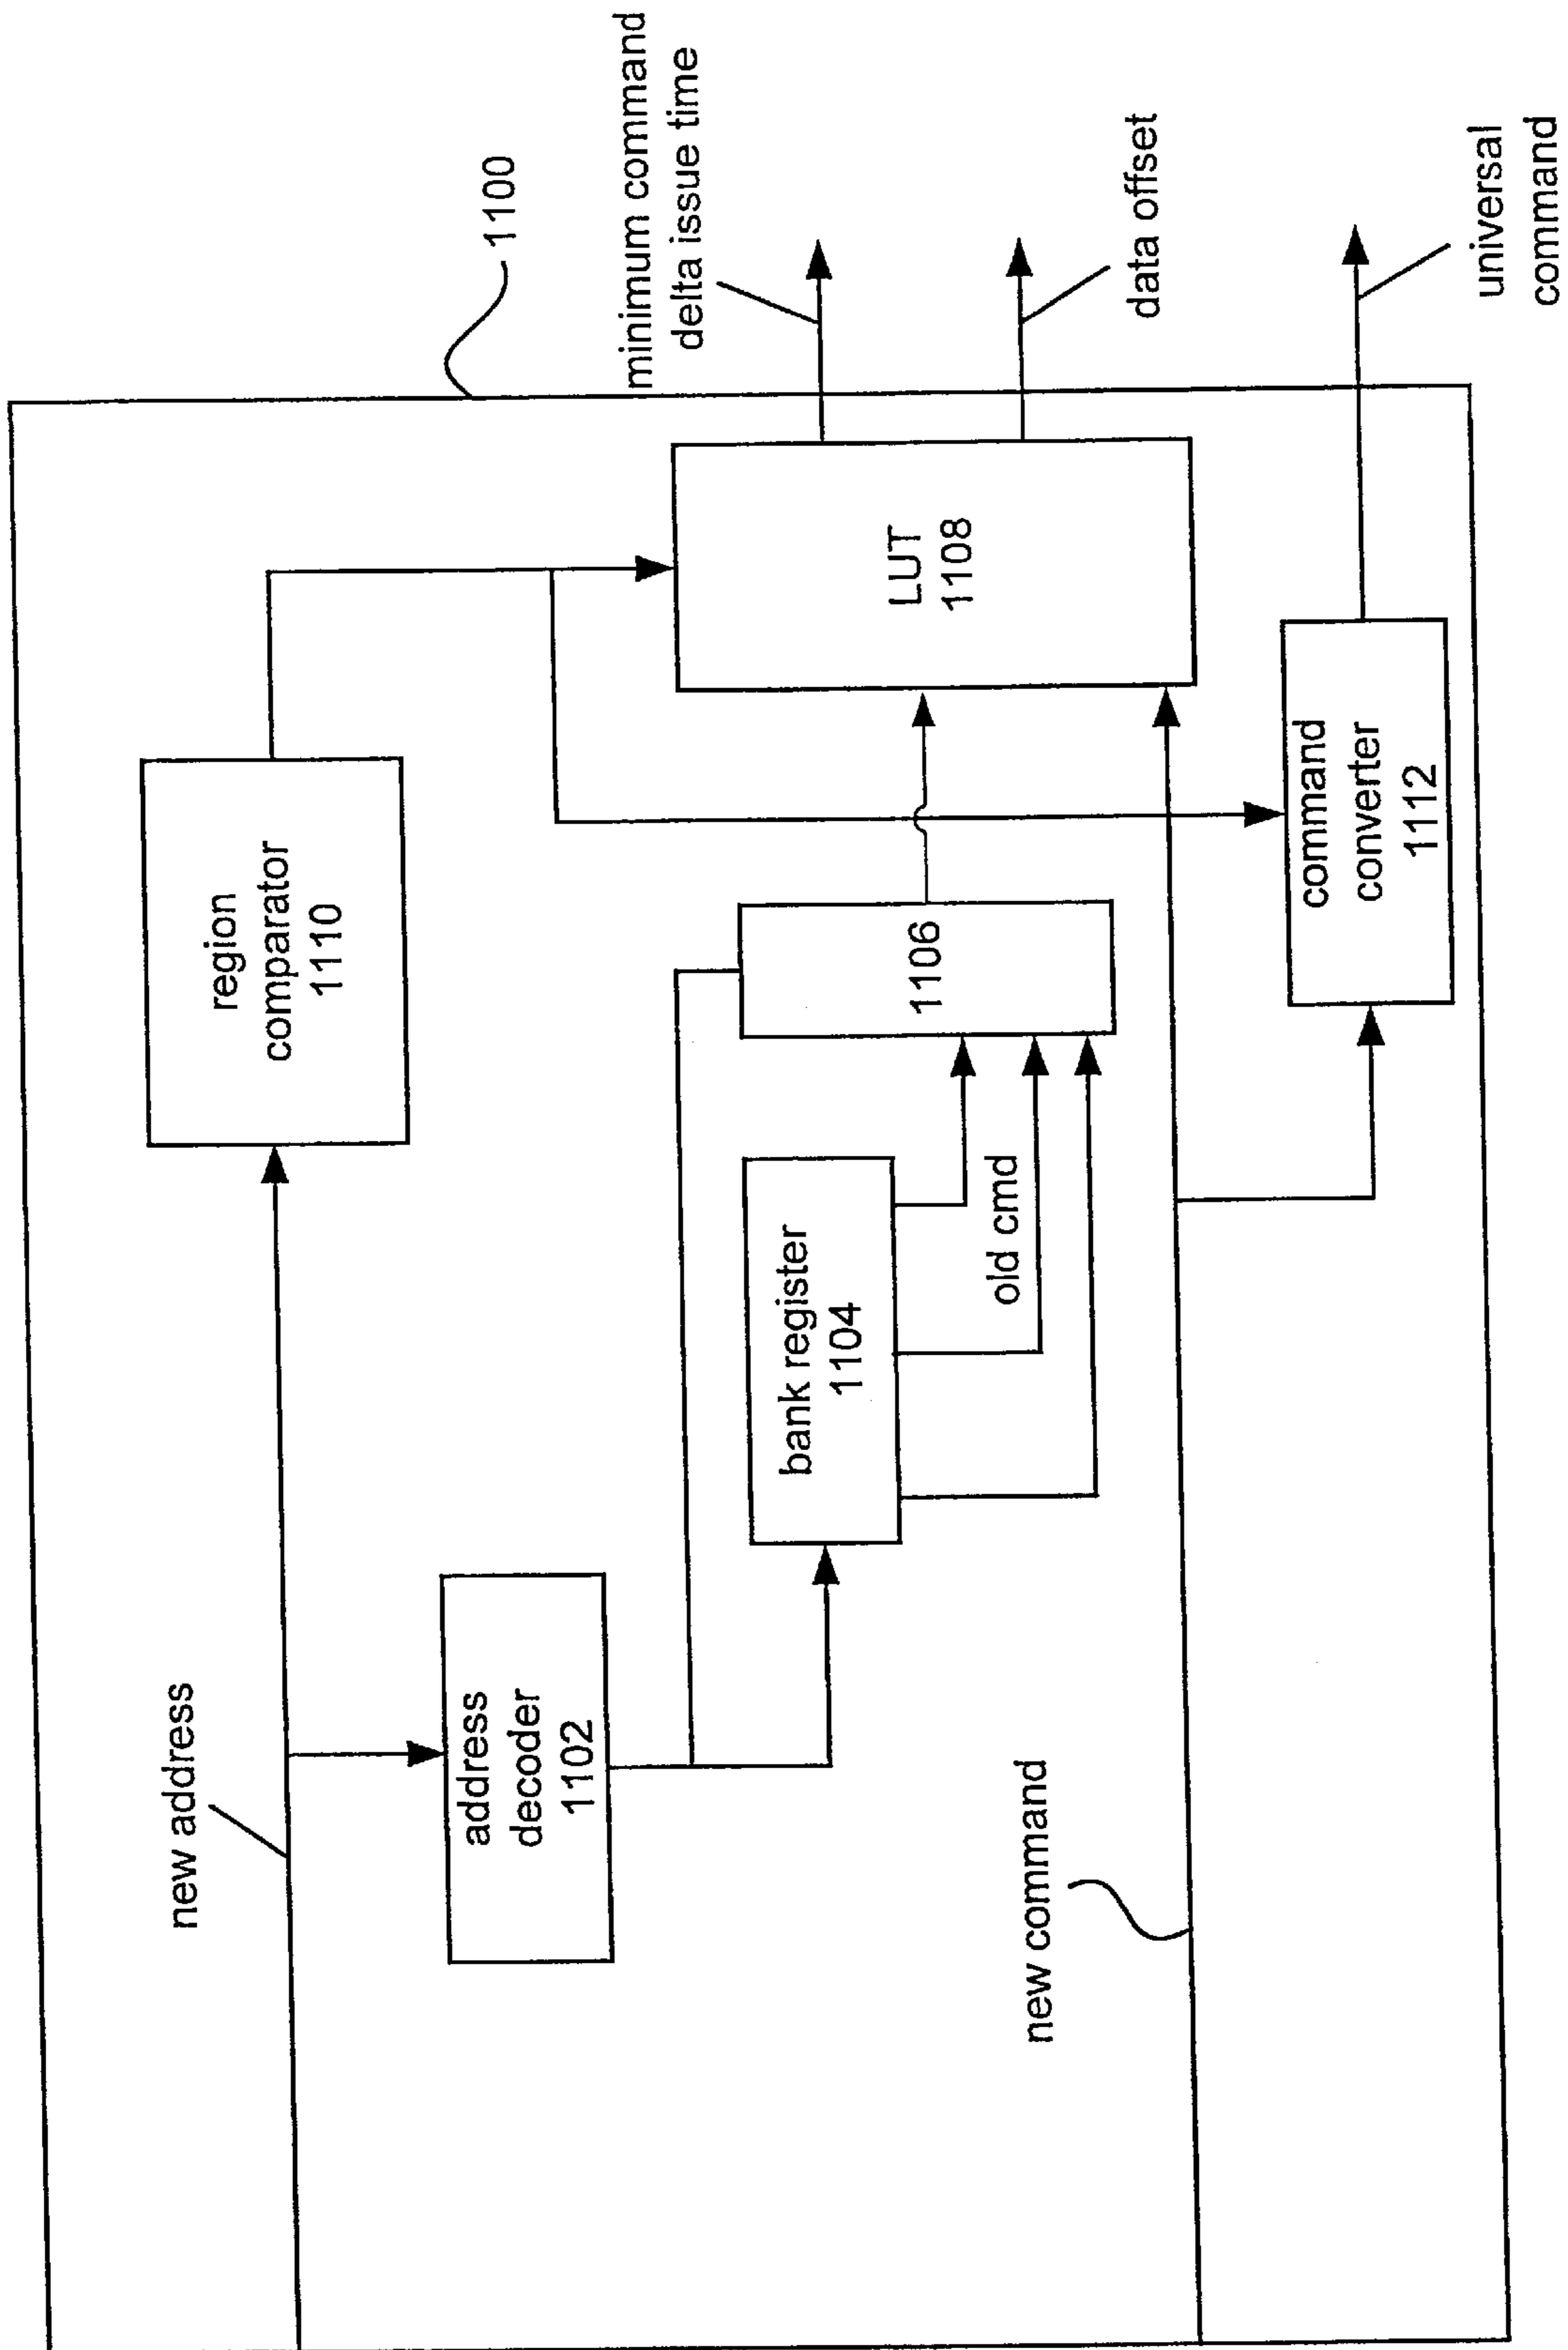 1100
new address
region
comparator
1110
minimum command
delta issue time
address
decoder
1102
LUT
1108
data offset
bank register
1104
1106
old cmd
new command
command
converter
1112
universal
command